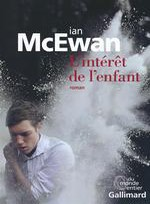 ian
McEWAN
L'intérêt
de l'enfant
roman
du
monde
entier
Gallimard